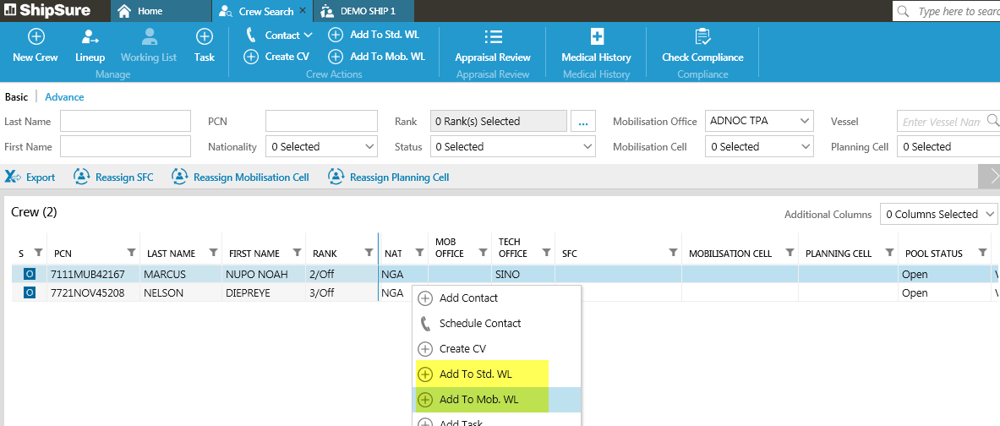 ShipSure
Home
Crew Search
DEMO SHIP 1
Type here to sear
New Crew
Lineup
Working List
Task
Manage
Contact
Add To Std. WL
Create CV
Add To Mob. WL
Crew Actions
Appraisal Review
Appraisal Review
Medical History
Medical History
Check Compliance
Compliance
Basic
Advance
Last Name
PCN
Rank
0 Rank(s) Selected
...
Mobilisation Office
ADNOC TPA
Vessel
Enter Vessel Nam
First Name
Nationality
0 Selected
Status
0 Selected
Mobilisation Cell
0 Selected
Planning Cell
0 Selected
Export
Reassign SFC
Reassign Mobilisation Cell
Reassign Planning Cell
Crew (2)
Additional Columns
0 Columns Selected
S PCN LAST NAME FIRST NAME RANK NAT MOB OFFICE TECH OFFICE SFC MOBILISATION CELL PLANNING CELL POOL STATUS
O 7111MUB42167 MARCUS NUPO NOAH 2/Off NGA SINO Open
O 7721NOV45208 NELSON DIEPREYE 3/Off NGA Open
Add Contact
Schedule Contact
Create CV
Add To Std. WL
Add To Mob. WL
Add Task